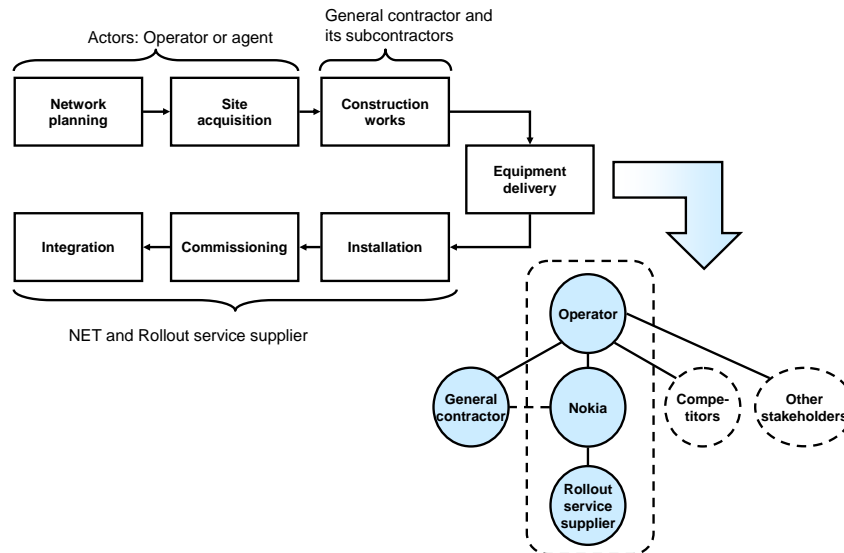 General contractor and
its subcontractors
Actors: Operator or agent
Network
planning
Site
acquisition
Construction
works
Equipment
delivery
Integration
Commissioning
Installation
NET and Rollout service supplier
Operator
General
contractor
Nokia
Compe-
titors
Other
stakeholders
Rollout
service
supplier